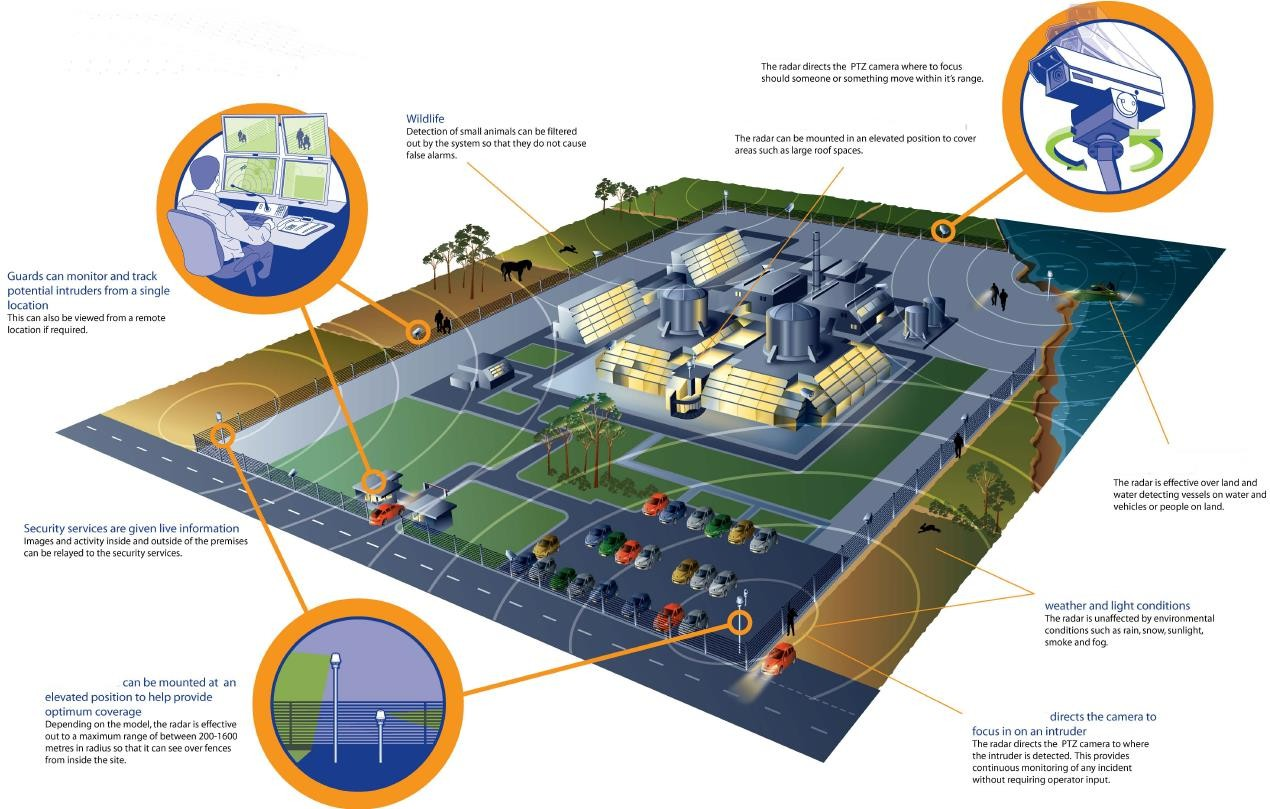 The radar directs the PTZ camera where to focus
should someone or something move within it's range.
Wildlife
Detection of small animals can be filtered
out by the system so that they do not cause
false alarms.
The radar can be mounted in an elevated position to cover
areas such as large roof spaces.
Guards can monitor and track
potential intruders from a single
location
This can also be viewed from a remote
location if required.
The radar is effective over land and
water detecting vessels on water and
vehicles or people on land.
Security services are given live information
Images and activity inside and outside of the premises
can be relayed to the security services.
weather and light conditions
The radar is unaffected by environmental
conditions such as rain, snow, sunlight,
smoke and fog.
can be mounted at an
elevated position to help provide
optimum coverage
Depending on the model, the radar is effective
out to a maximum range of between 200-1600
metres in radius so that it can see over fences
from inside the site.
directs the camera to
focus in on an intruder
The radar directs the PTZ camera to where
the intruder is detected. This provides
continuous monitoring of any incident
without requiring operator input.